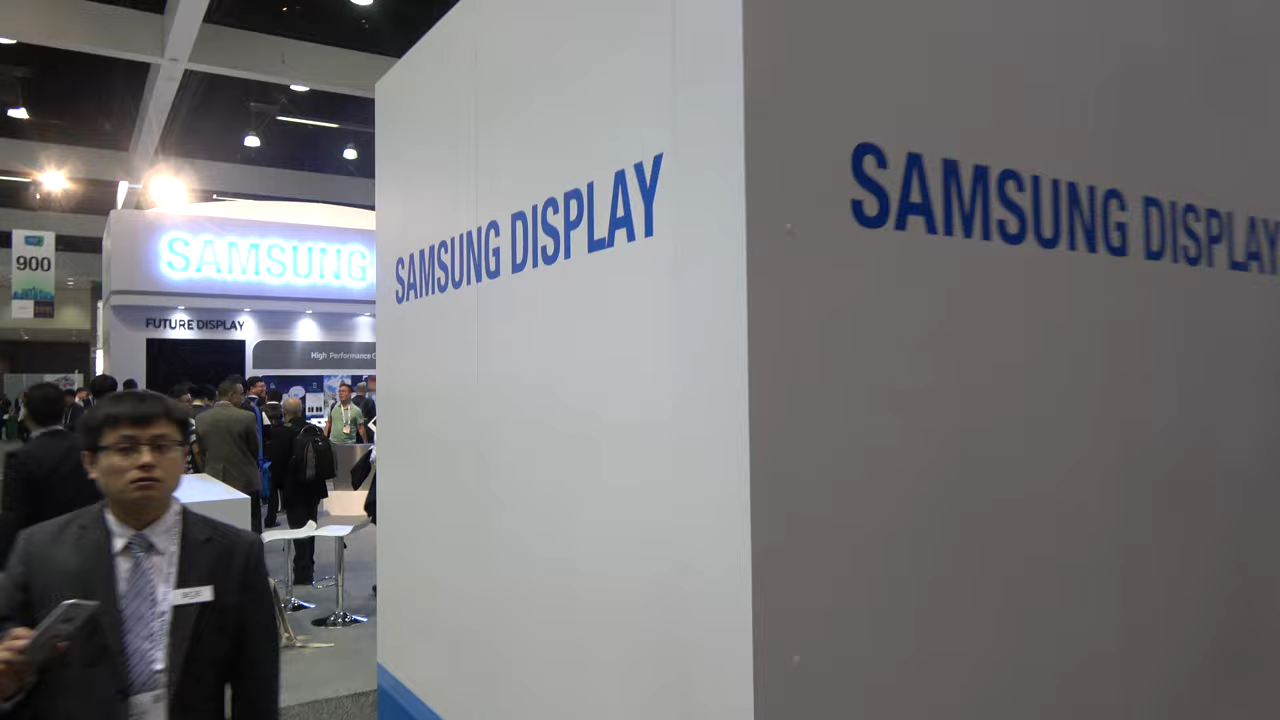 SAMSUNG DISPLAY
SAMSUNG DISPLAY
SAMSUNG
900
FUTURE DISPLAY
High Performance